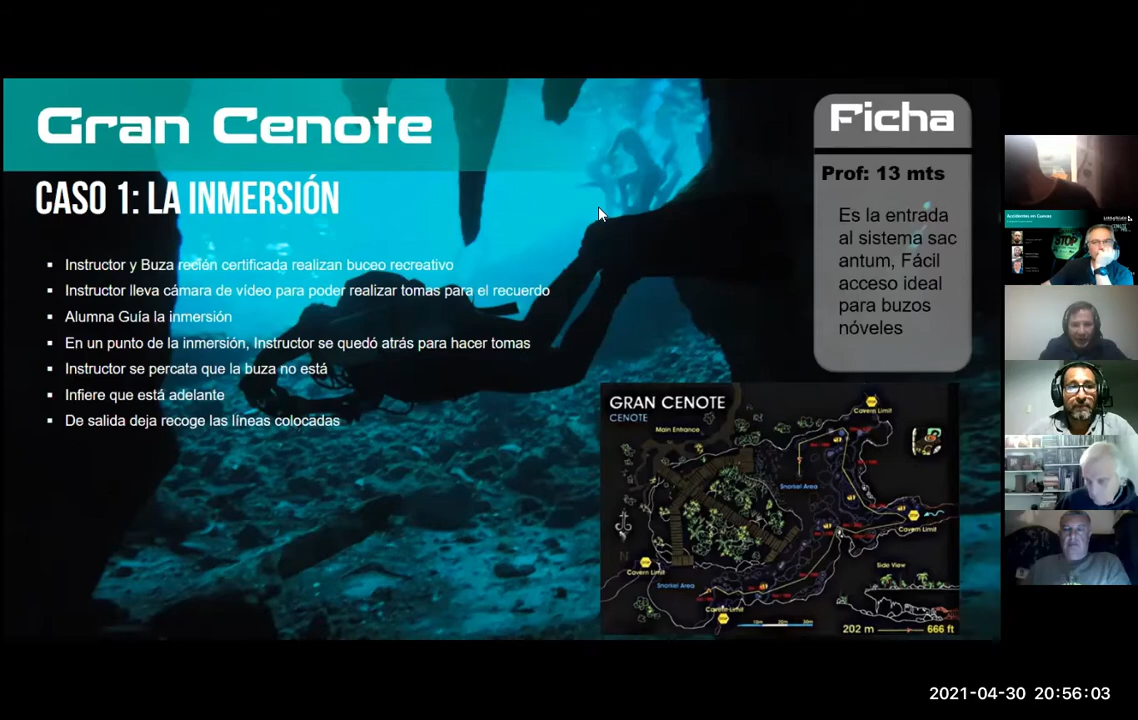 Gran Cenote
CASO 1: LA INMERSIÓN
Instructor y Buza recién certificada realizan buceo recreativo
Instructor lleva cámara de vídeo para poder realizar tomas para el recuerdo
Alumna Guía la inmersión
En un punto de la inmersión, Instructor se quedó atrás para hacer tomas
Instructor se percata que la buza no está
Infiere que está adelante
De salida deja recoge las líneas colocadas
Ficha
Prof: 13 mts
Es la entrada
al sistema sac
antum, Fácil
acceso ideal
para buzos
nóveles
GRAN CENOTE
CENOTE
Main Entrance
Cavern Limit
Snorkel Area
Cavern Limit
Side View
Cavern Limit
Snorkel Area
Cavern Limit
N
202 m
666 ft
Accidentes en Cuevas
STOP
2021-04-30 20:56:03